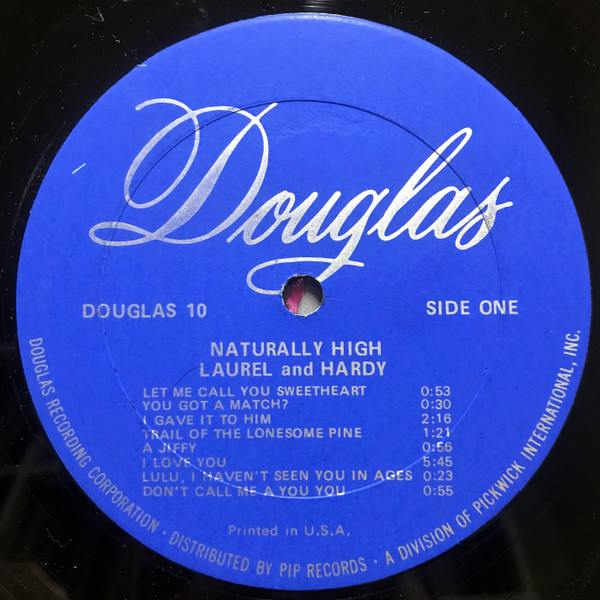 Douglas
DOUGLAS 10
SIDE ONE
NATURALLY HIGH
LAUREL and HARDY
LET ME CALL YOU SWEETHEART 0:53
YOU GOT A MATCH? 0:30
I GAVE IT TO HIM 2:16
TRAIL OF THE LONESOME PINE 1:21
A JIFFY 0:56
I LOVE YOU 5:45
LULU, I HAVEN'T SEEN YOU IN AGES 0:23
DON'T CALL ME A YOU YOU 0:55
Printed in U.S.A.
DOUGLAS RECORDING CORPORATION · DISTRIBUTED BY PIP RECORDS · A DIVISION OF PICKWICK INTERNATIONAL, INC.